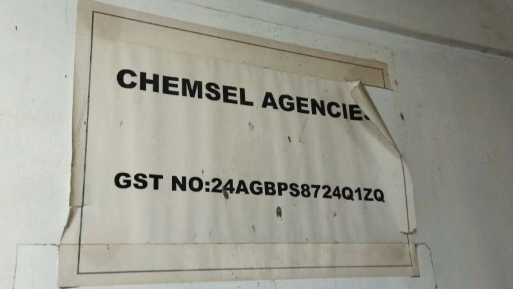 CHEMSEL AGENCIES
GST NO:24AGBPS8724Q1ZQ